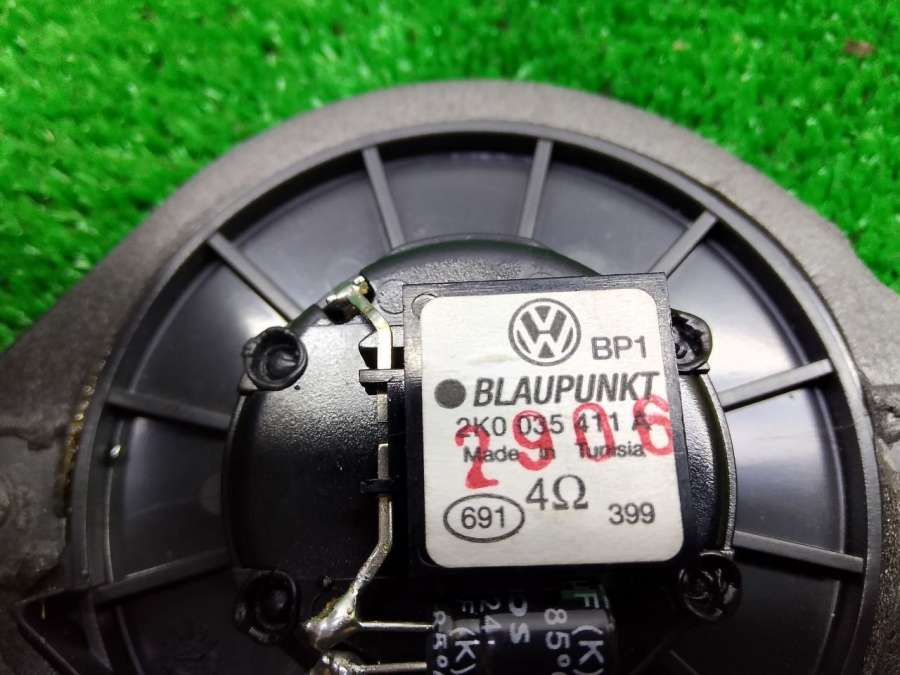 BP1
BLAUPUNKT
2K0 035 411 A
Made in Tunisia
2906
4Ω
691
399